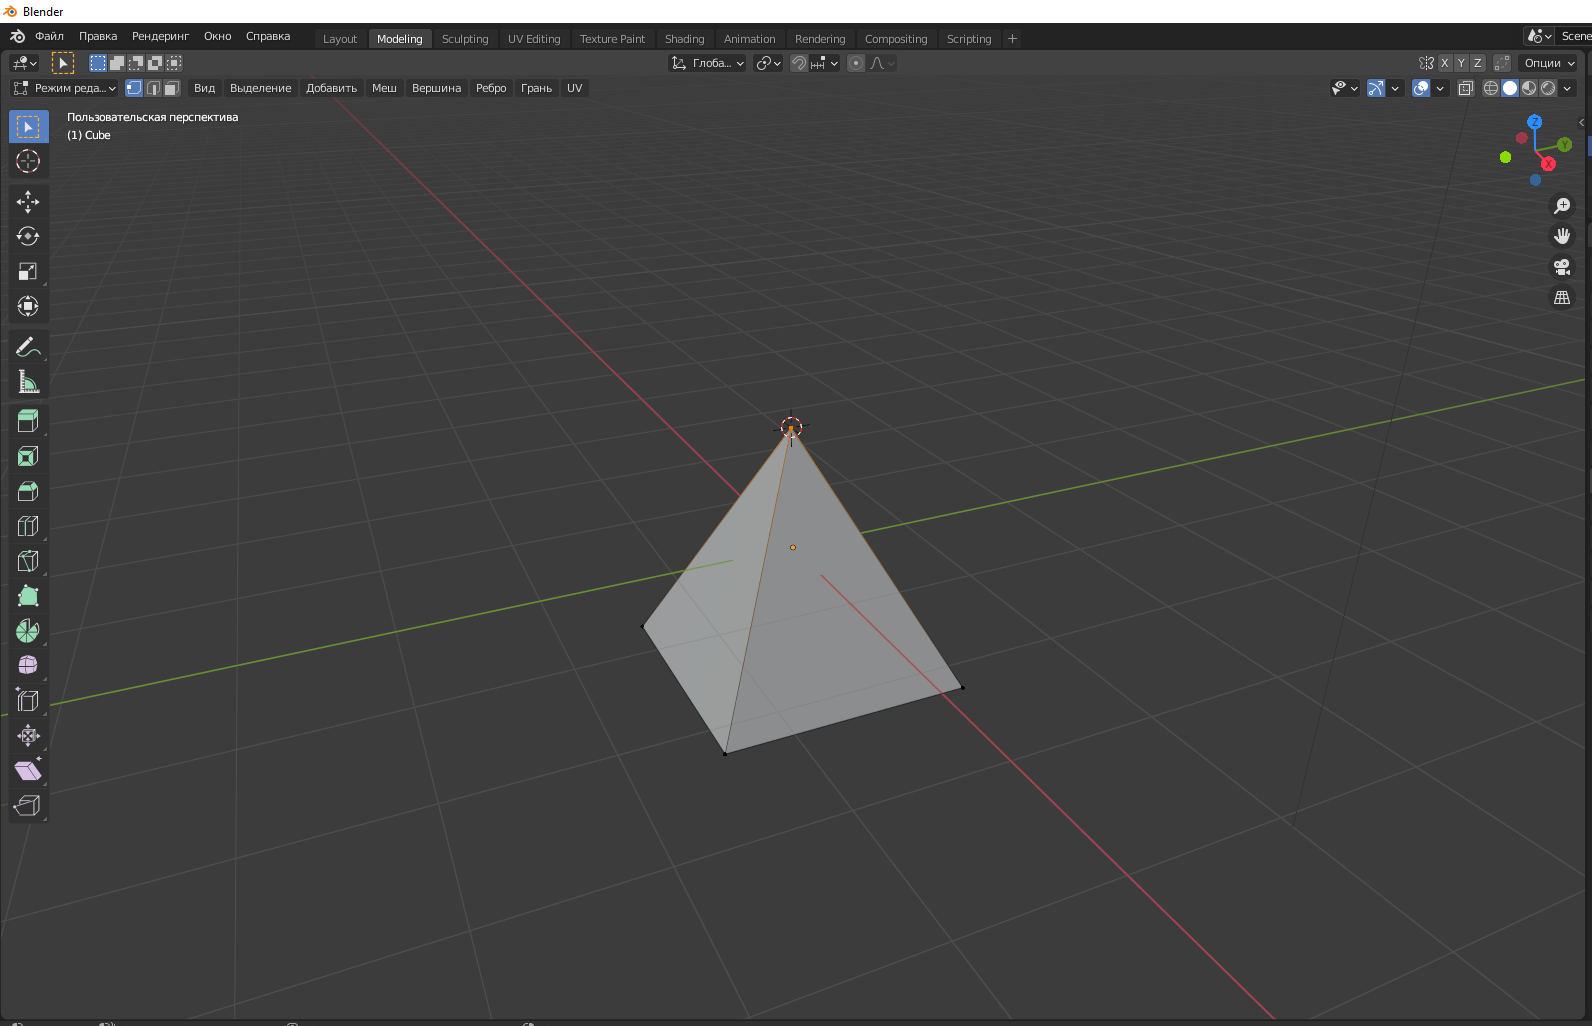 Blender
Файл Правка Рендеринг Окно Справка Layout Modeling Sculpting UV Editing Texture Paint Shading Animation Rendering Compositing Scripting + Scene
Глоба... X Y Z Опции
Режим реда... Вид Выделение Добавить Меш Вершина Ребро Грань UV
Пользовательская перспектива
(1) Cube
Z
Y
X